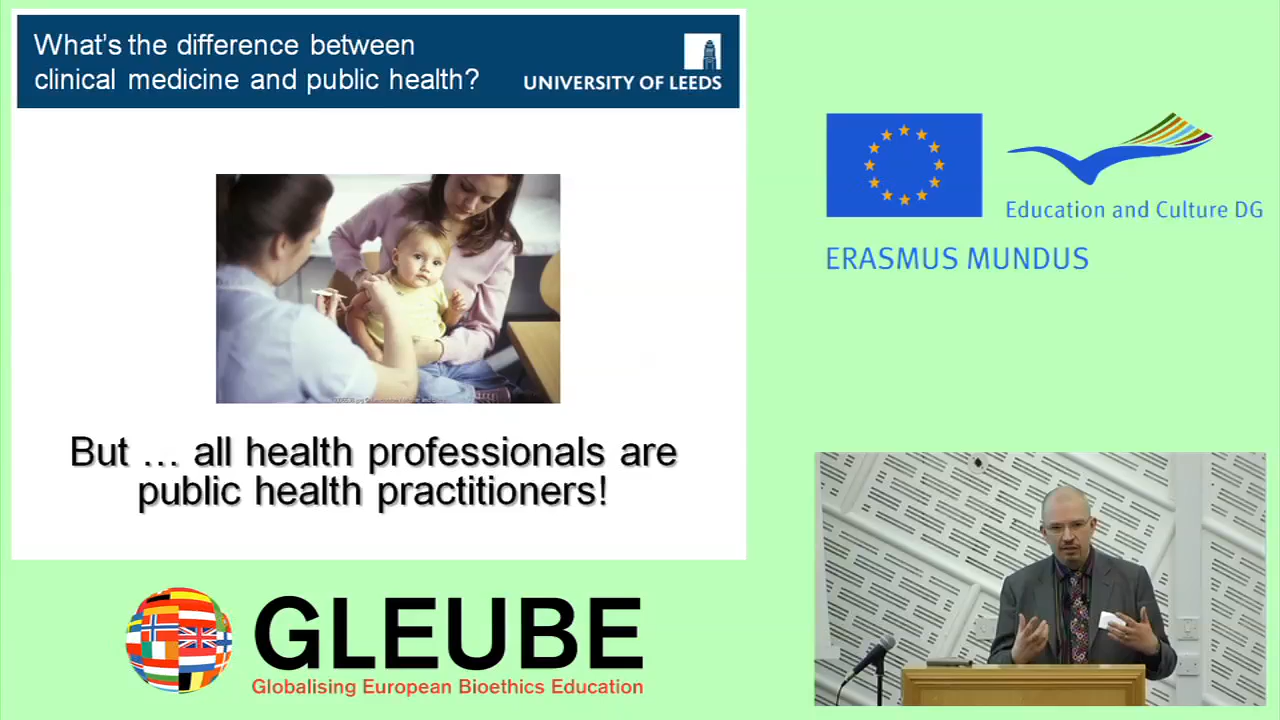 What's the difference between
clinical medicine and public health?
UNIVERSITY OF LEEDS
But … all health professionals are
public health practitioners!
Education and Culture DG
ERASMUS MUNDUS
GLEUBE
Globalising European Bioethics Education